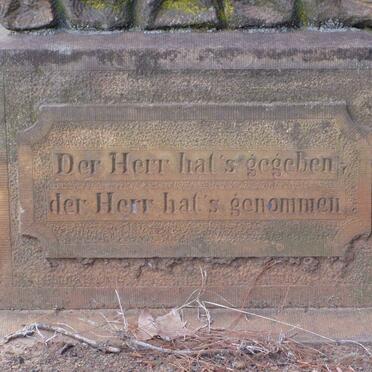 Der Herr hat's gegeben,
der Herr hat's genommen.